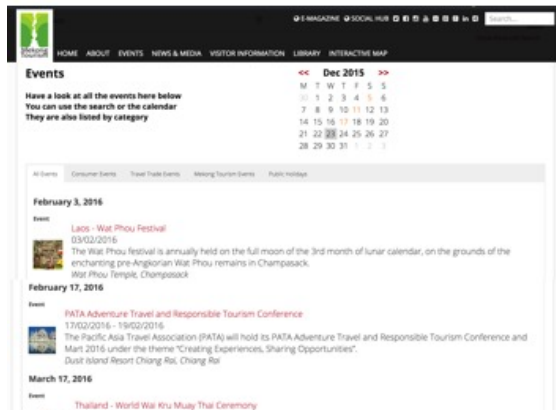 E-MAGAZINE SOCIAL HUB
Search...
Mekong
Tourism
HOME ABOUT EVENTS NEWS & MEDIA VISITOR INFORMATION LIBRARY INTERACTIVE MAP
Events
Have a look at all the events here below
You can use the search or the calendar
They are also listed by category
<< Dec 2015 >>
M T W T F S S
30 1 2 3 4 5 6
7 8 9 10 11 12 13
14 15 16 17 18 19 20
21 22 23 24 25 26 27
28 29 30 31 1 2 3
All Events Consumer Events Travel Trade Events Mekong Tourism Events Public Holidays
February 3, 2016
Event
Laos - Wat Phou Festival
03/02/2016
The Wat Phou festival is annually held on the full moon of the 3rd month of lunar calendar, on the grounds of the
enchanting pre-Angkorian Wat Phou remains in Champasack.
Wat Phou Temple, Champasack
February 17, 2016
Event
PATA Adventure Travel and Responsible Tourism Conference
17/02/2016 - 19/02/2016
The Pacific Asia Travel Association (PATA) will hold its PATA Adventure Travel and Responsible Tourism Conference and
Mart 2016 under the theme "Creating Experiences, Sharing Opportunities".
Dusit Island Resort Chiang Rai, Chiang Rai
March 17, 2016
Event
Thailand - World Wai Kru Muay Thai Ceremony